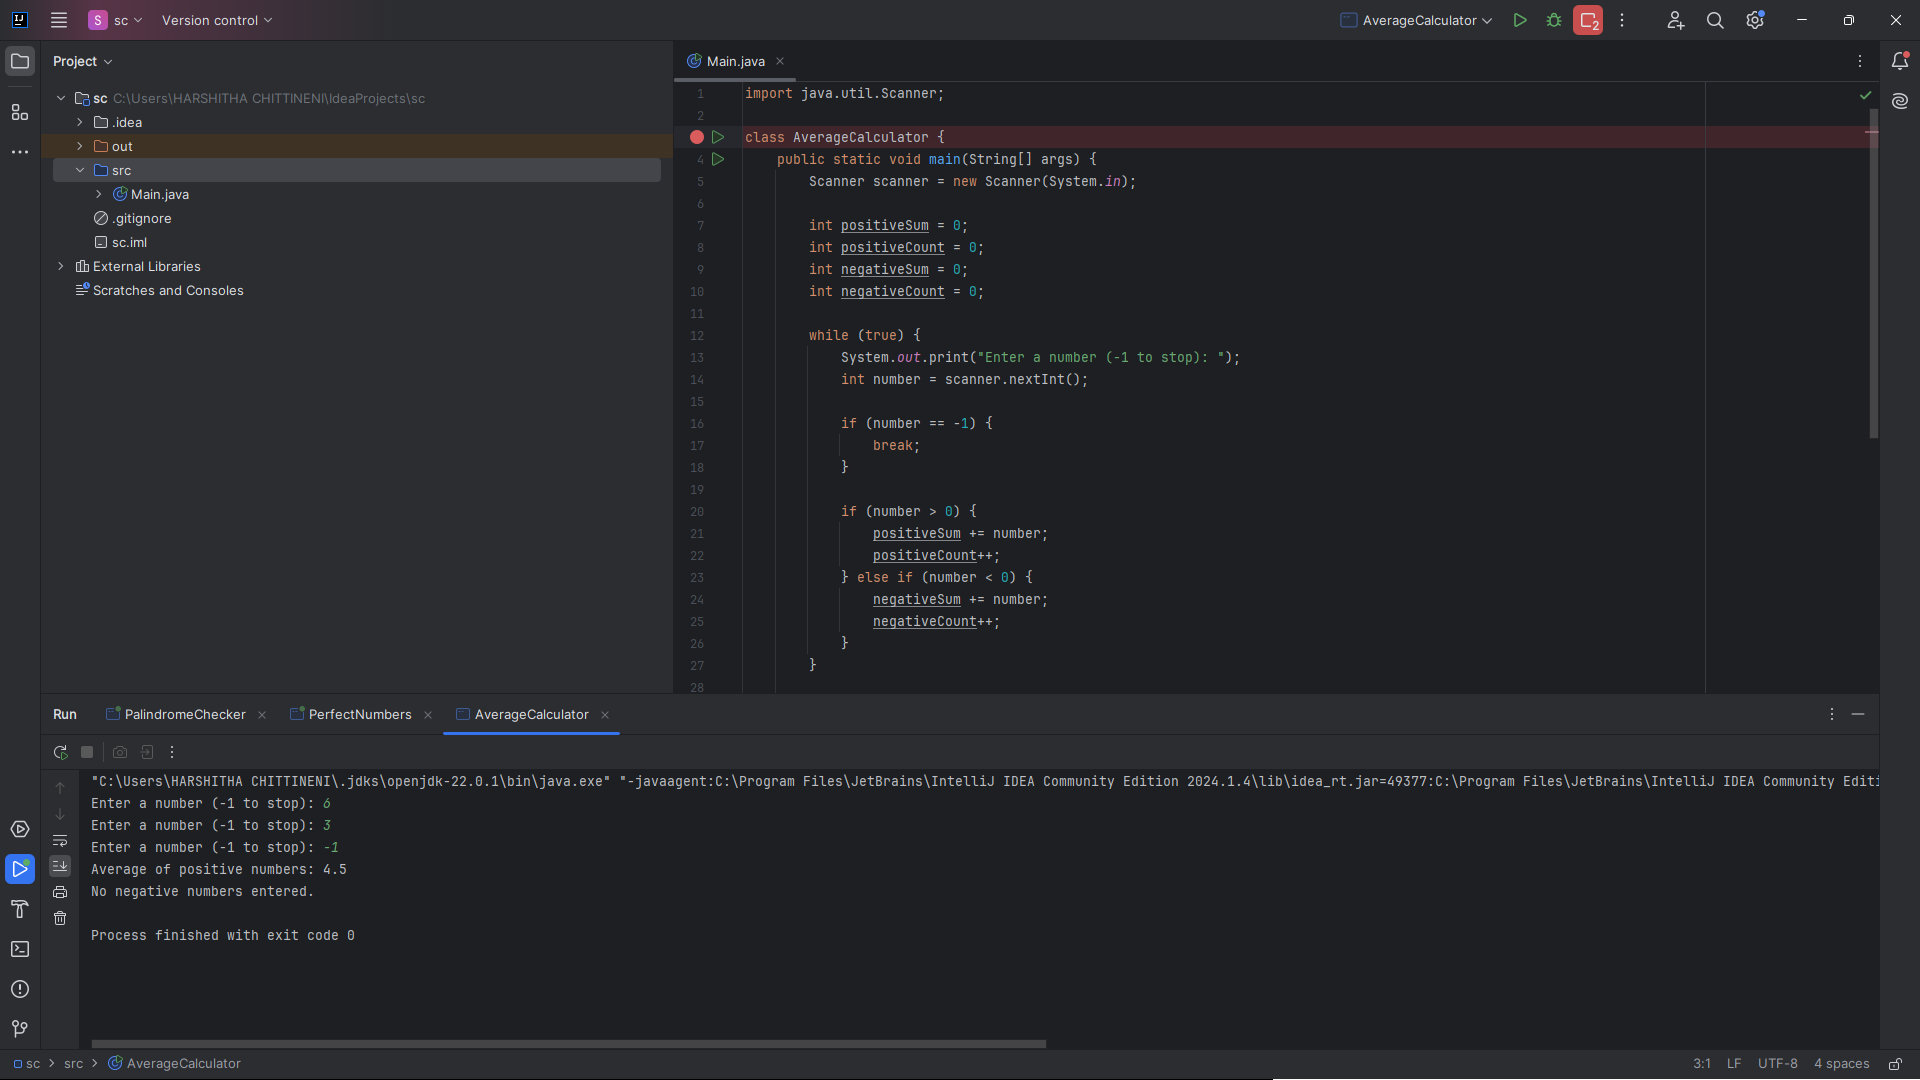 S sc Version control AverageCalculator 2
Project
sc C:\Users\HARSHITHA CHITTINENI\IdeaProjects\sc
.idea
out
src
Main.java
.gitignore
sc.iml
External Libraries
Scratches and Consoles
Main.java
1 import java.util.Scanner;
2
class AverageCalculator {
4 public static void main(String[] args) {
5 Scanner scanner = new Scanner(System.in);
6
7 int positiveSum = 0;
8 int positiveCount = 0;
9 int negativeSum = 0;
10 int negativeCount = 0;
11
12 while (true) {
13 System.out.print("Enter a number (-1 to stop): ");
14 int number = scanner.nextInt();
15
16 if (number == -1) {
17 break;
18 }
19
20 if (number > 0) {
21 positiveSum += number;
22 positiveCount++;
23 } else if (number < 0) {
24 negativeSum += number;
25 negativeCount++;
26 }
27 }
28
Run PalindromeChecker PerfectNumbers AverageCalculator
"C:\Users\HARSHITHA CHITTINENI\.jdks\openjdk-22.0.1\bin\java.exe" "-javaagent:C:\Program Files\JetBrains\IntelliJ IDEA Community Edition 2024.1.4\lib\idea_rt.jar=49377:C:\Program Files\JetBrains\IntelliJ IDEA Community Editi
Enter a number (-1 to stop): 6
Enter a number (-1 to stop): 3
Enter a number (-1 to stop): -1
Average of positive numbers: 4.5
No negative numbers entered.
Process finished with exit code 0
sc > src > AverageCalculator 3:1 LF UTF-8 4 spaces